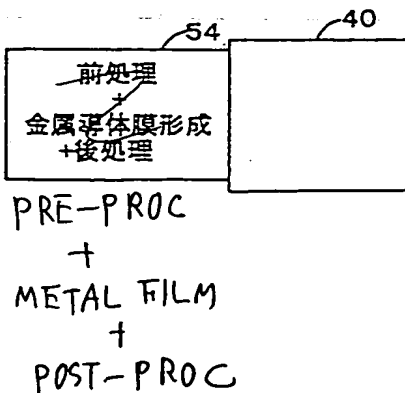 54
40
前処理
+
金属導体膜形成
+後処理
PRE-PROC
+
METAL FILM
+
POST-PROC